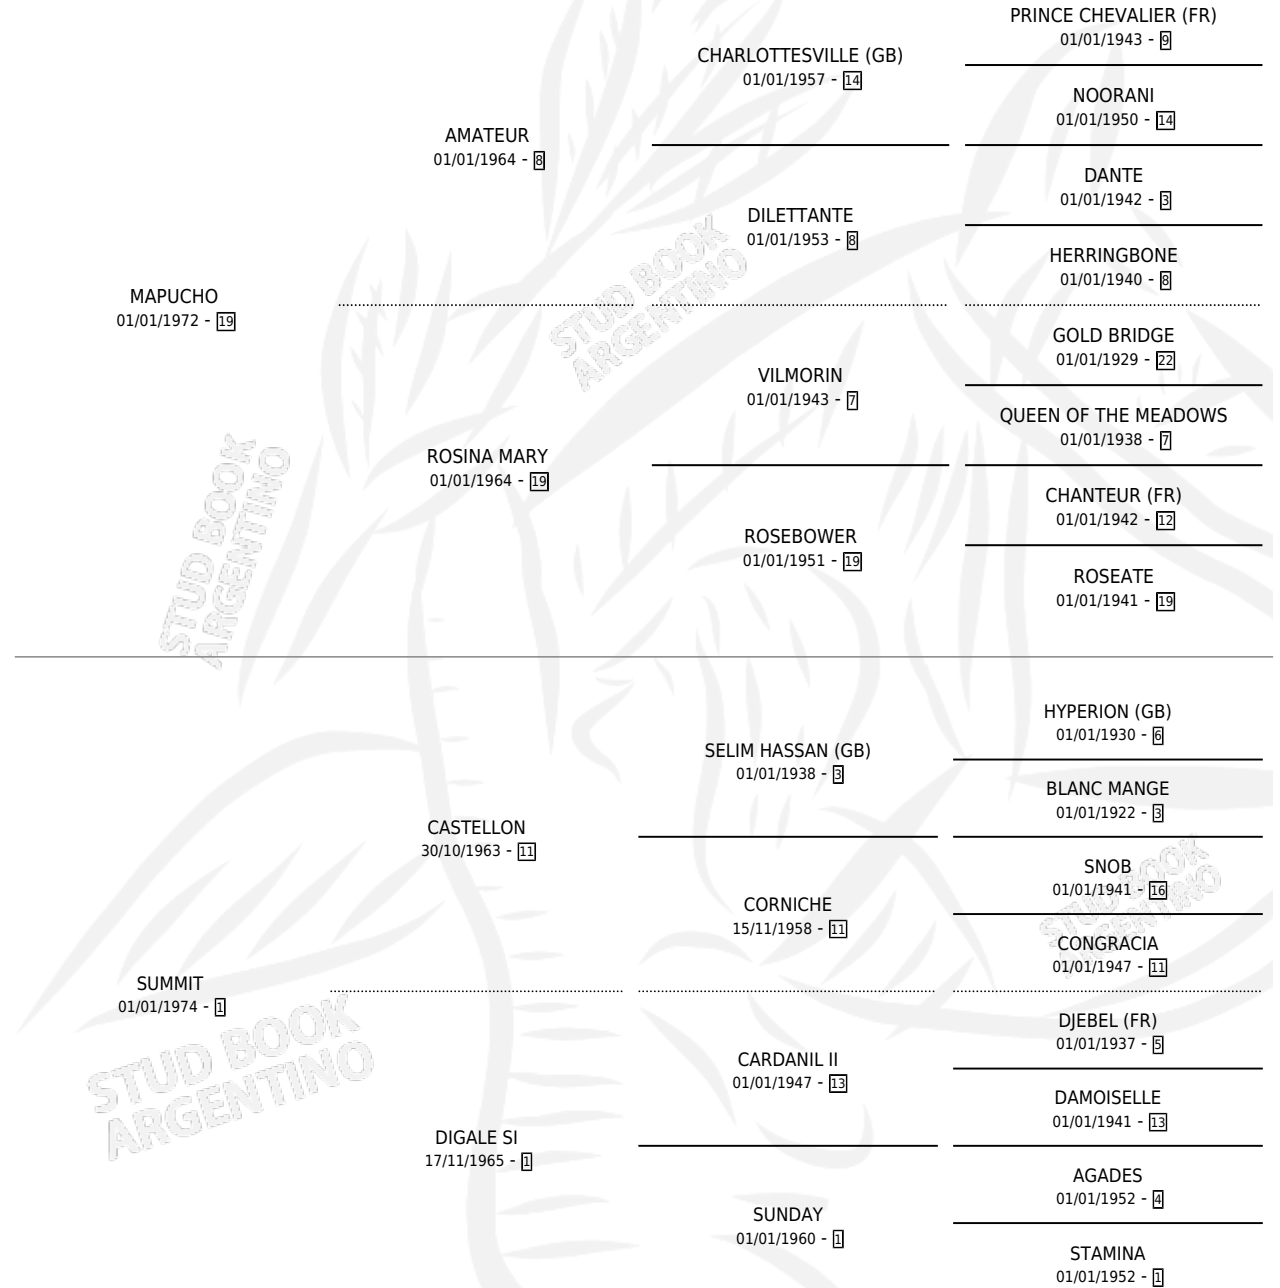 PRINCE CHEVALIER (FR)
01/01/1943 - 9
CHARLOTTESVILLE (GB)
01/01/1957 - 14
NOORANI
01/01/1950 - 14
AMATEUR
01/01/1964 - 8
DANTE
01/01/1942 - 3
DILETTANTE
01/01/1953 - 8
HERRINGBONE
01/01/1940 - 8
MAPUCHO
01/01/1972 - 19
GOLD BRIDGE
01/01/1929 - 22
VILMORIN
01/01/1943 - 7
QUEEN OF THE MEADOWS
01/01/1938 - 7
ROSINA MARY
01/01/1964 - 19
CHANTEUR (FR)
01/01/1942 - 12
ROSEBOWER
01/01/1951 - 19
ROSEATE
01/01/1941 - 19
HYPERION (GB)
01/01/1930 - 6
SELIM HASSAN (GB)
01/01/1938 - 3
BLANC MANGE
01/01/1922 - 3
CASTELLON
30/10/1963 - 11
SNOB
01/01/1941 - 16
CORNICHE
15/11/1958 - 11
CONGRACIA
01/01/1947 - 11
SUMMIT
01/01/1974 - 1
DJEBEL (FR)
01/01/1937 - 5
CARDANIL II
01/01/1947 - 13
DAMOISELLE
01/01/1941 - 13
DIGALE SI
17/11/1965 - 1
AGADES
01/01/1952 - 4
SUNDAY
01/01/1960 - 1
STAMINA
01/01/1952 - 1
STUD BOOK
ARGENTINO
STUD BOOK
ARGENTINO
STUD BOOK
ARGENTINO
STUD BOOK
ARGENTINO